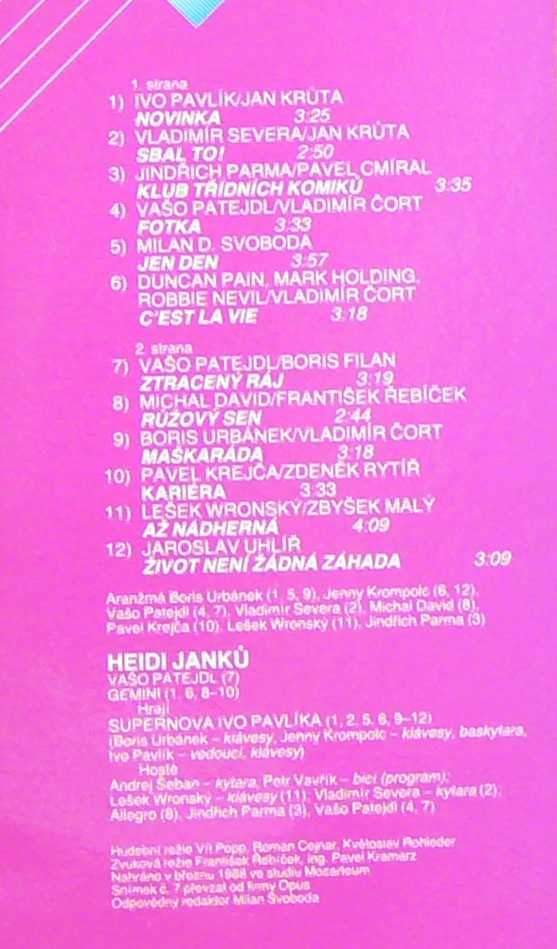 1. strana
1) IVO PAVLÍK/JAN KRŮTA
NOVINKA 3:25
2) VLADIMÍR SEVERA/JAN KRŮTA
SBAL TO! 2:50
3) JINDŘICH PARMA/PAVEL CMÍRAL
KLUB TŘÍDNÍCH KOMIKŮ 3:35
4) VAŠO PATEJDL/VLADIMÍR ČORT
FOTKA 3:33
5) MILAN D. SVOBODA
JEN DEN 3:57
6) DUNCAN PAIN, MARK HOLDING,
ROBBIE NEVIL/VLADIMÍR ČORT
C'EST LA VIE 3:18
2. strana
7) VAŠO PATEJDL/BORIS FILAN
ZTRACENÝ RÁJ 3:19
8) MICHAL DAVID/FRANTIŠEK ŘEBÍČEK
RŮŽOVÝ SEN 2:44
9) BORIS URBÁNEK/VLADIMÍR ČORT
MAŠKARÁDA 3:18
10) PAVEL KREJČA/ZDENĚK RYTÍŘ
KARIÉRA 3:33
11) LEŠEK WRONSKÝ/ZBYŠEK MALÝ
AŽ NÁDHERNÁ 4:09
12) JAROSLAV UHLÍŘ
ŽIVOT NENÍ ŽÁDNÁ ZÁHADA 3:09
Aranžmá Boris Urbánek (1, 5, 9), Jenny Krompolc (6, 12),
Vašo Patejdl (4, 7), Vladimír Severa (2), Michal David (8),
Pavel Krejča (10), Lešek Wronský (11), Jindřich Parma (3)
HEIDI JANKŮ
VAŠO PATEJDL (7)
GEMINI (1, 6, 8–10)
Hrají
SUPERNOVA IVO PAVLÍKA (1, 2, 5, 6, 9–12)
(Boris Urbánek – klávesy, Jenny Krompolc – klávesy, baskytara,
Ivo Pavlík – vedoucí, klávesy)
Hosté
Andrej Šeban – kytara, Petr Vavřík – bicí (program);
Lešek Wronský – klávesy (11); Vladimír Severa – kytara (2),
Allegro (8), Jindřich Parma (3), Vašo Patejdl (4, 7)
Hudební režie Vít Popp, Roman Cejnar, Květoslav Rohleder
Zvuková režie František Řebíček, ing. Pavel Kramarz
Nahráno v březnu 1988 ve studiu Mozarteum
Snímek č. 7 převzat od firmy Opus
Odpovědný redaktor Milan Svoboda